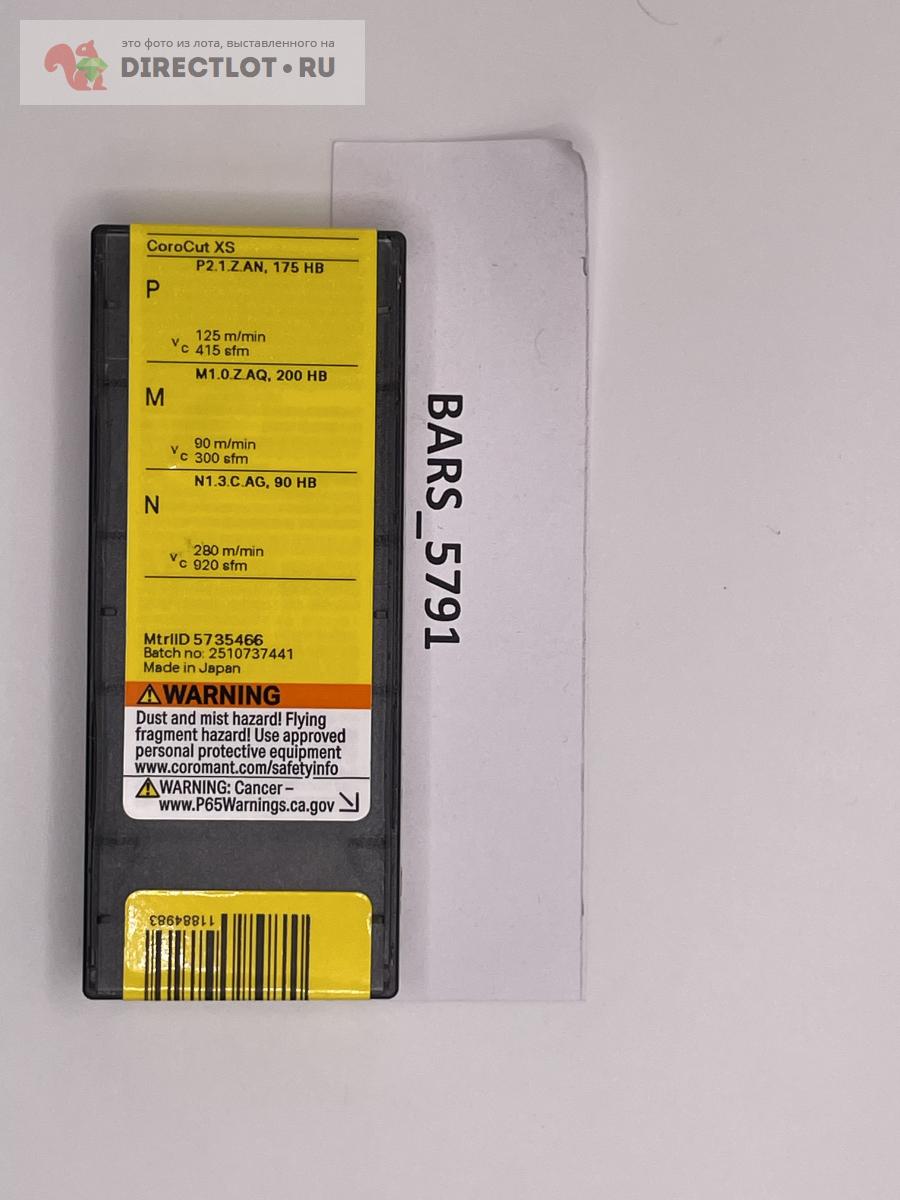 это фото из лота, выставленного на
DIRECTLOT.RU
CoroCut XS
P2.1.Z.AN, 175 HB
P
vc 125 m/min
415 sfm
M1.0.Z.AQ, 200 HB
M
vc 90 m/min
300 sfm
N1.3.C.AG, 90 HB
N
vc 280 m/min
920 sfm
MtrlID 5735466
Batch no: 2510737441
Made in Japan
WARNING
Dust and mist hazard! Flying
fragment hazard! Use approved
personal protective equipment
www.coromant.com/safetyinfo
WARNING: Cancer –
www.P65Warnings.ca.gov
11884983
BARS_5791